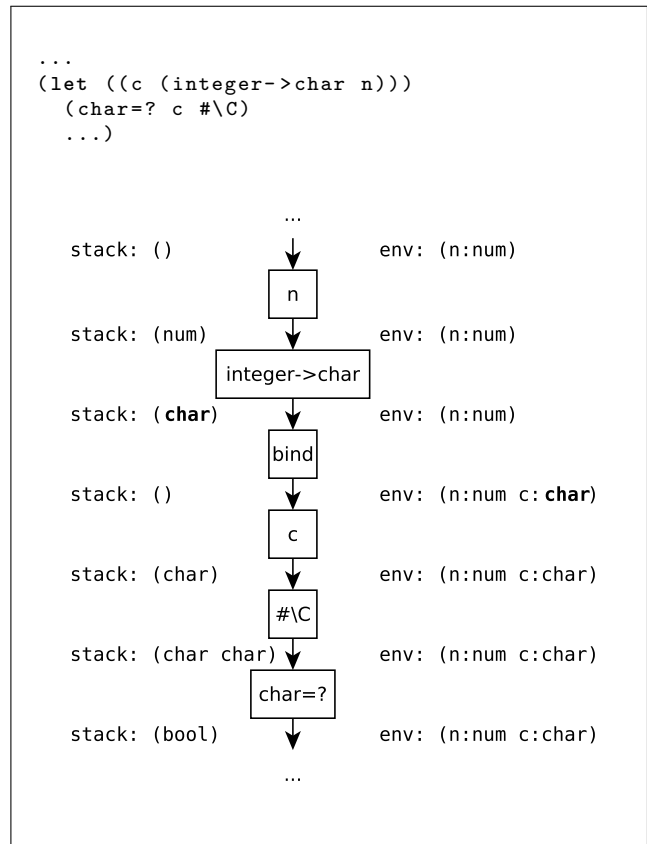 ...
(let ((c (integer->char n)))
(char=? c #\C)
...)
...
stack: () env: (n:num)
n
stack: (num) env: (n:num)
integer->char
stack: (char) env: (n:num)
bind
stack: () env: (n:num c:char)
c
stack: (char) env: (n:num c:char)
#\C
stack: (char char) env: (n:num c:char)
char=?
stack: (bool) env: (n:num c:char)
...